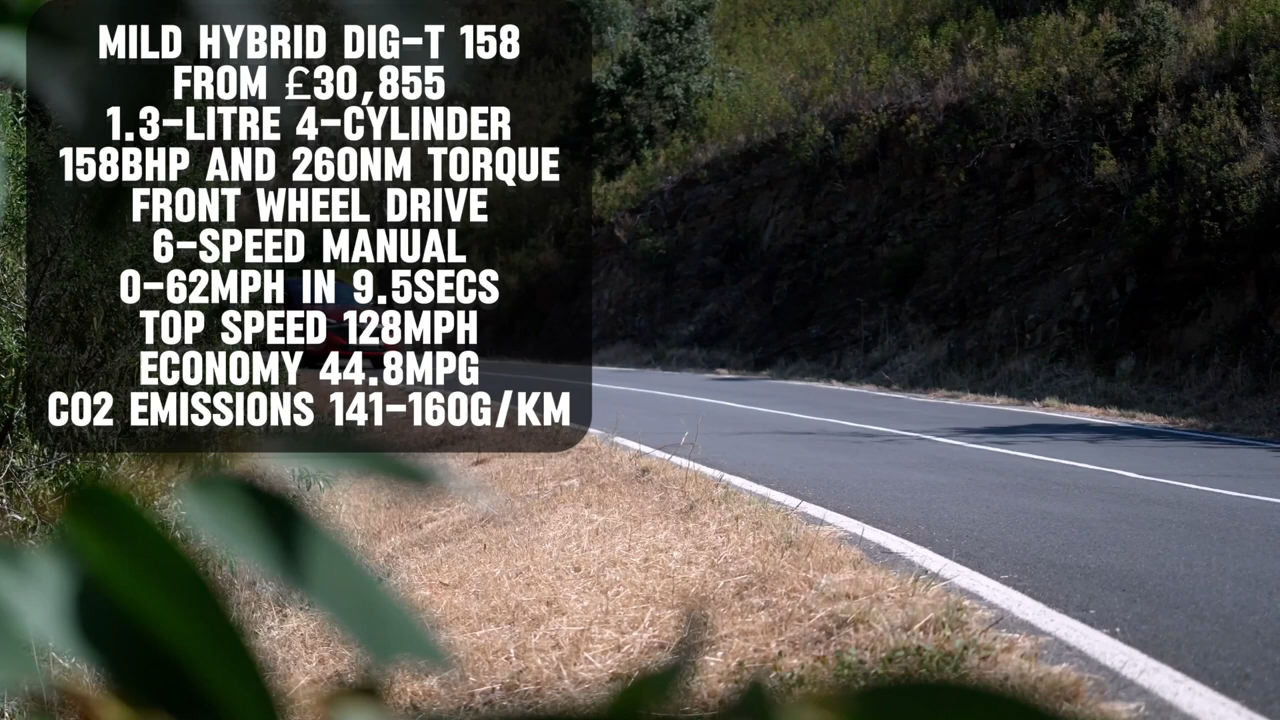 MILD HYBRID DIG-T 158
FROM £30,855
1.3-LITRE 4-CYLINDER
158BHP AND 260NM TORQUE
FRONT WHEEL DRIVE
6-SPEED MANUAL
0-62MPH IN 9.5SECS
TOP SPEED 128MPH
ECONOMY 44.8MPG
CO2 EMISSIONS 141-160G/KM